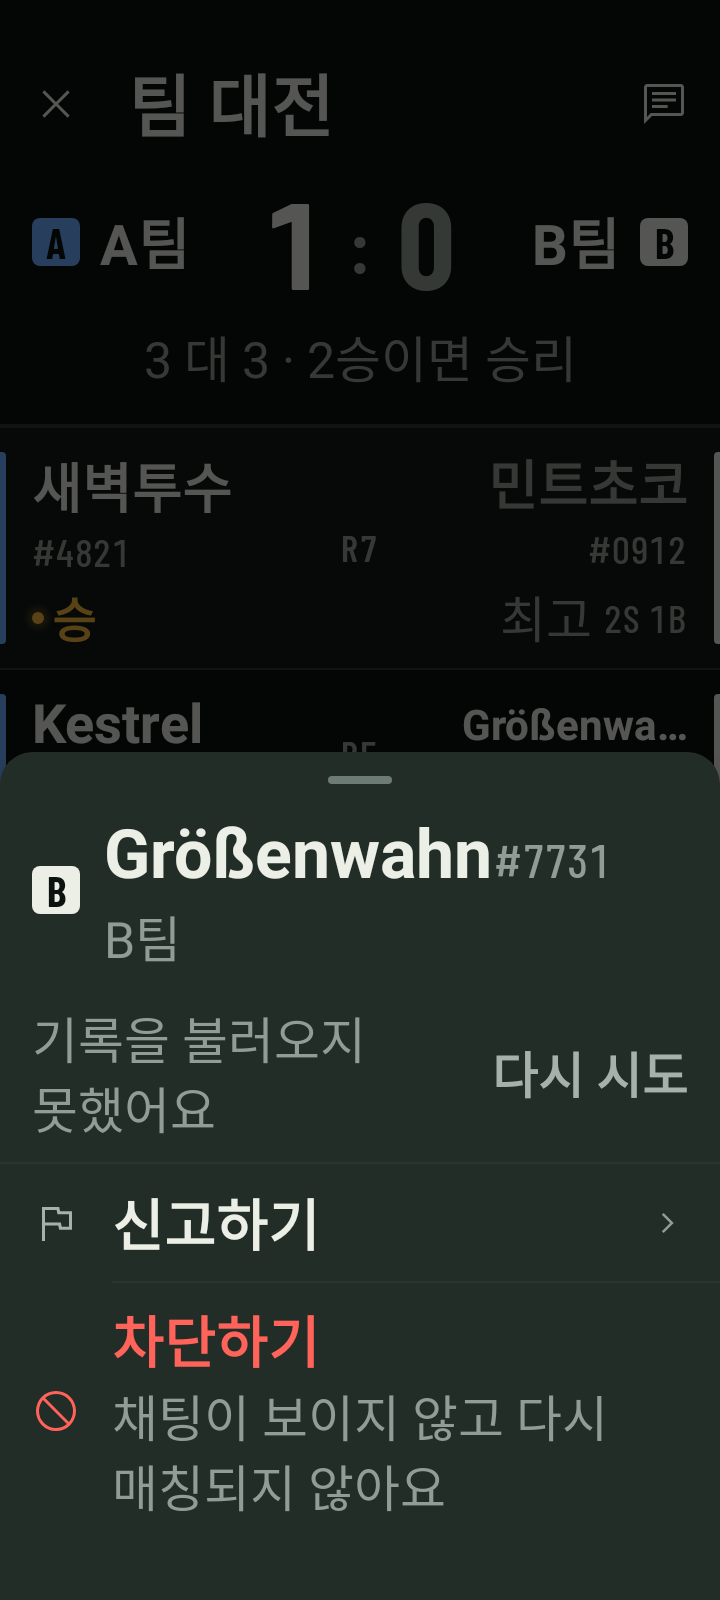 팀 대전
A A팀 1 : 0 B팀 B
3 대 3 · 2승이면 승리
새벽투수 민트초코
#4821 R7 #0912
승 최고 2S 1B
Kestrel Größenwa…
B Größenwahn#7731
B팀
기록을 불러오지
못했어요
다시 시도
신고하기
차단하기
채팅이 보이지 않고 다시
매칭되지 않아요